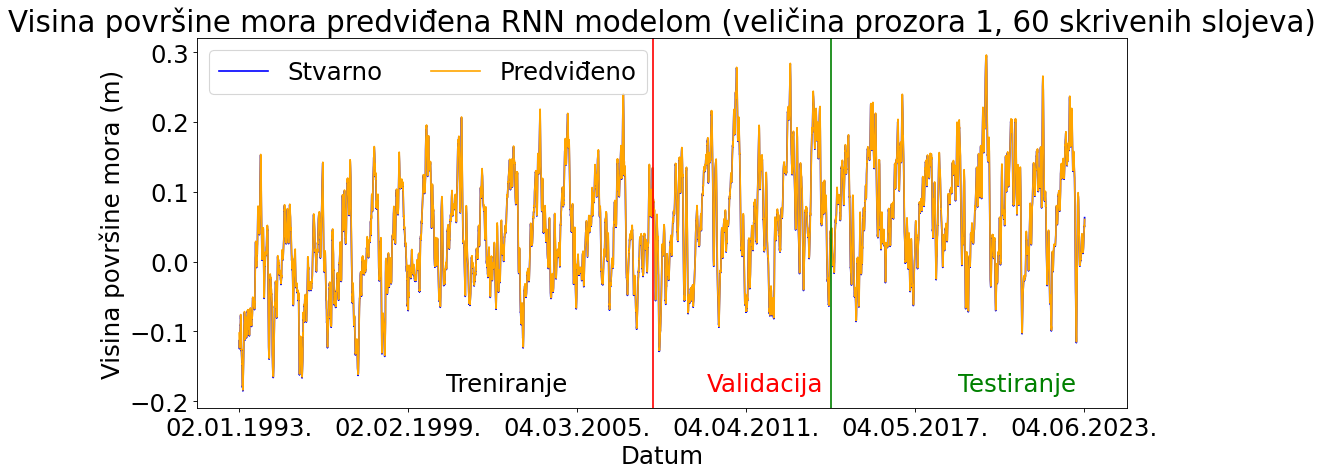 Visina površine mora predviđena RNN modelom (veličina prozora 1, 60 skrivenih slojeva)
Stvarno Predviđeno
Visina površine mora (m)
0.3
0.2
0.1
0.0
−0.1
−0.2
Treniranje Validacija Testiranje
02.01.1993. 02.02.1999. 04.03.2005. 04.04.2011. 04.05.2017. 04.06.2023.
Datum